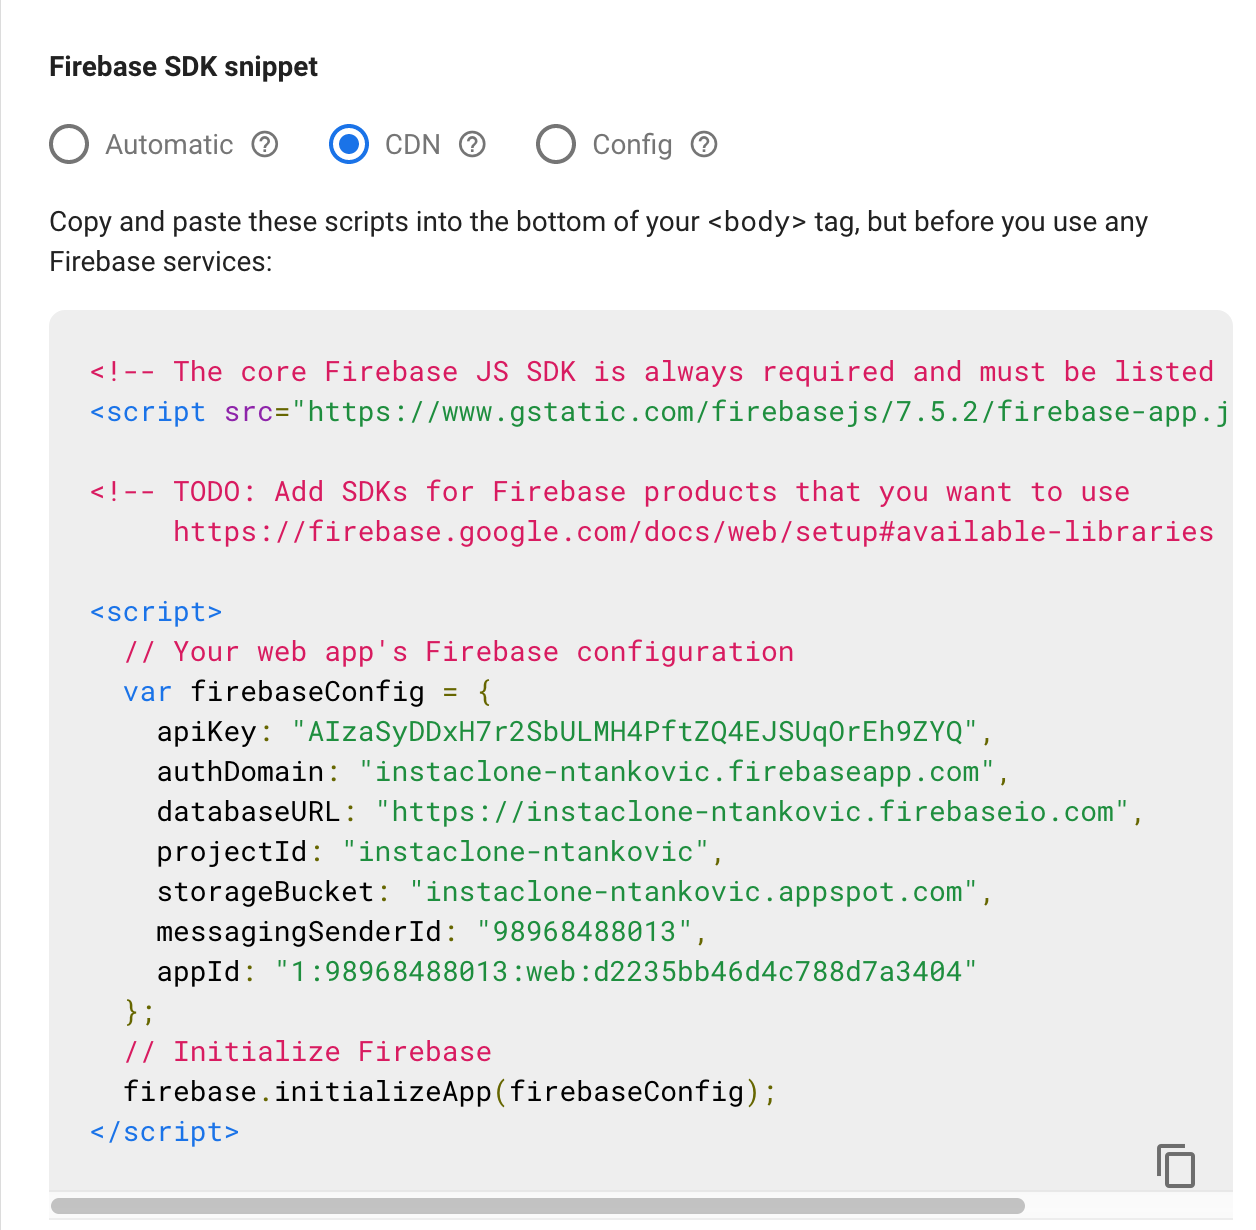 Firebase SDK snippet
Automatic ? CDN ? Config ?
Copy and paste these scripts into the bottom of your <body> tag, but before you use any
Firebase services:
<!-- The core Firebase JS SDK is always required and must be listed
<script src="https://www.gstatic.com/firebasejs/7.5.2/firebase-app.j
<!-- TODO: Add SDKs for Firebase products that you want to use
https://firebase.google.com/docs/web/setup#available-libraries
<script>
// Your web app's Firebase configuration
var firebaseConfig = {
apiKey: "AIzaSyDDxH7r2SbULMH4PftZQ4EJSUqOrEh9ZYQ",
authDomain: "instaclone-ntankovic.firebaseapp.com",
databaseURL: "https://instaclone-ntankovic.firebaseio.com",
projectId: "instaclone-ntankovic",
storageBucket: "instaclone-ntankovic.appspot.com",
messagingSenderId: "98968488013",
appId: "1:98968488013:web:d2235bb46d4c788d7a3404"
};
// Initialize Firebase
firebase.initializeApp(firebaseConfig);
</script>